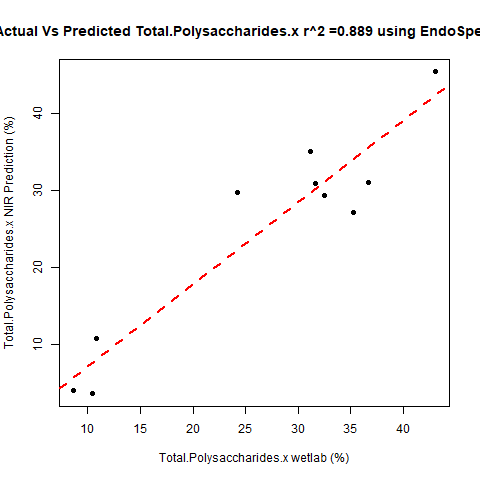 Actual Vs Predicted Total.Polysaccharides.x r^2 =0.889 using EndoSpe
Total.Polysaccharides.x NIR Prediction (%)
40
30
20
10
10 15 20 25 30 35 40
Total.Polysaccharides.x wetlab (%)